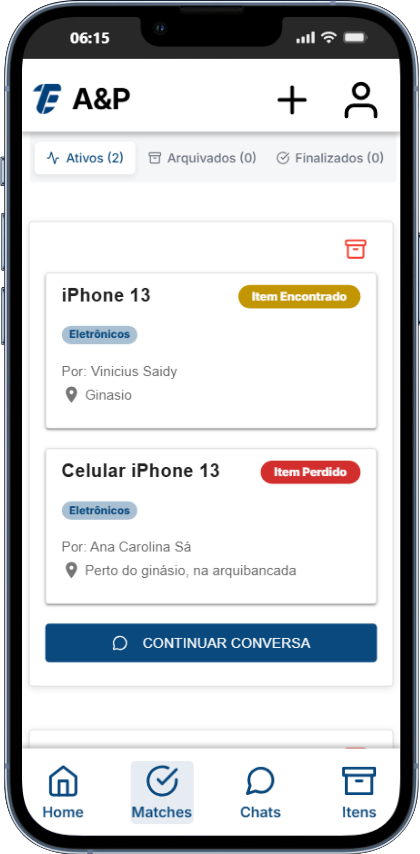 06:15
A&P
Ativos (2) Arquivados (0) Finalizados (0)
iPhone 13 Item Encontrado
Eletrônicos
Por: Vinicius Saidy
Ginasio
Celular iPhone 13 Item Perdido
Eletrônicos
Por: Ana Carolina Sá
Perto do ginásio, na arquibancada
CONTINUAR CONVERSA
Home Matches Chats Itens